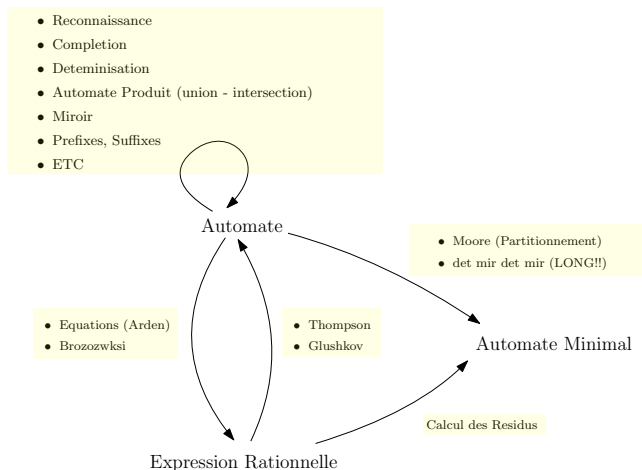 • Reconnaissance
• Completion
• Deteminisation
• Automate Produit (union - intersection)
• Miroir
• Prefixes, Suffixes
• ETC
Automate
• Moore (Partitionnement)
• det mir det mir (LONG!!)
• Equations (Arden)
• Brozozwksi
• Thompson
• Glushkov
Automate Minimal
Calcul des Residus
Expression Rationnelle